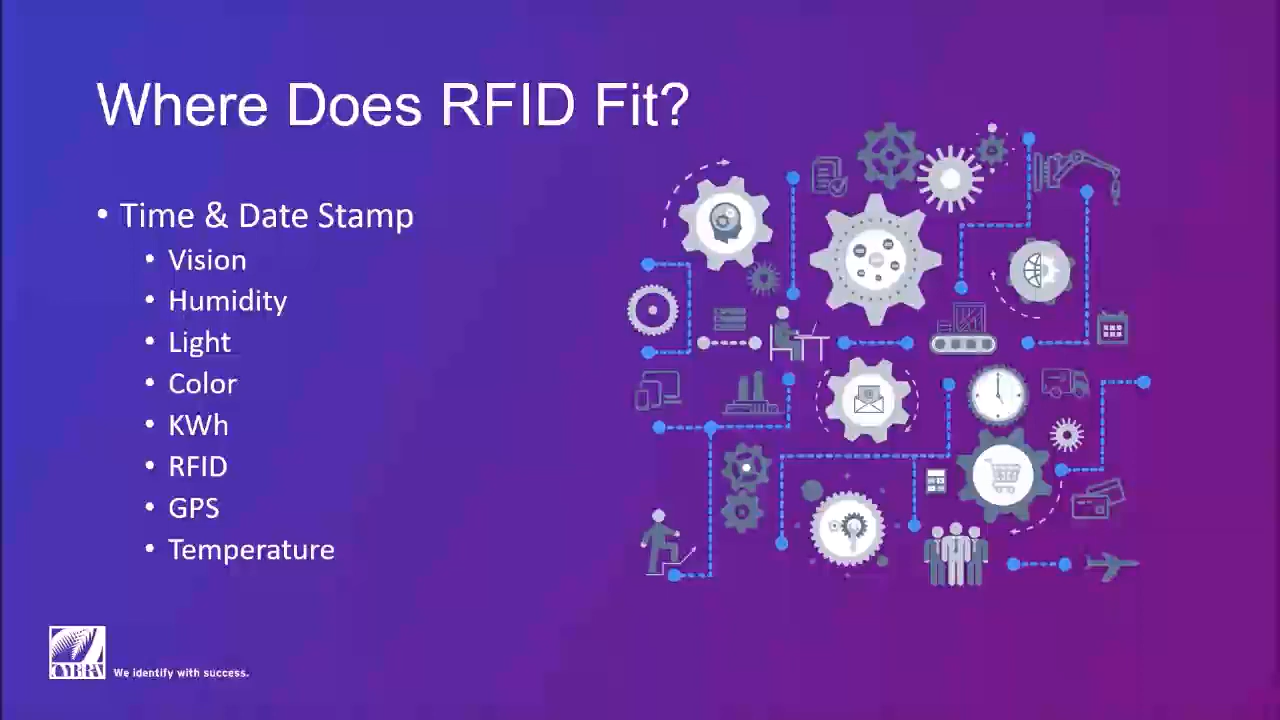 Where Does RFID Fit?
• Time & Date Stamp
• Vision
• Humidity
• Light
• Color
• KWh
• RFID
• GPS
• Temperature
CYBRA
We identify with success.